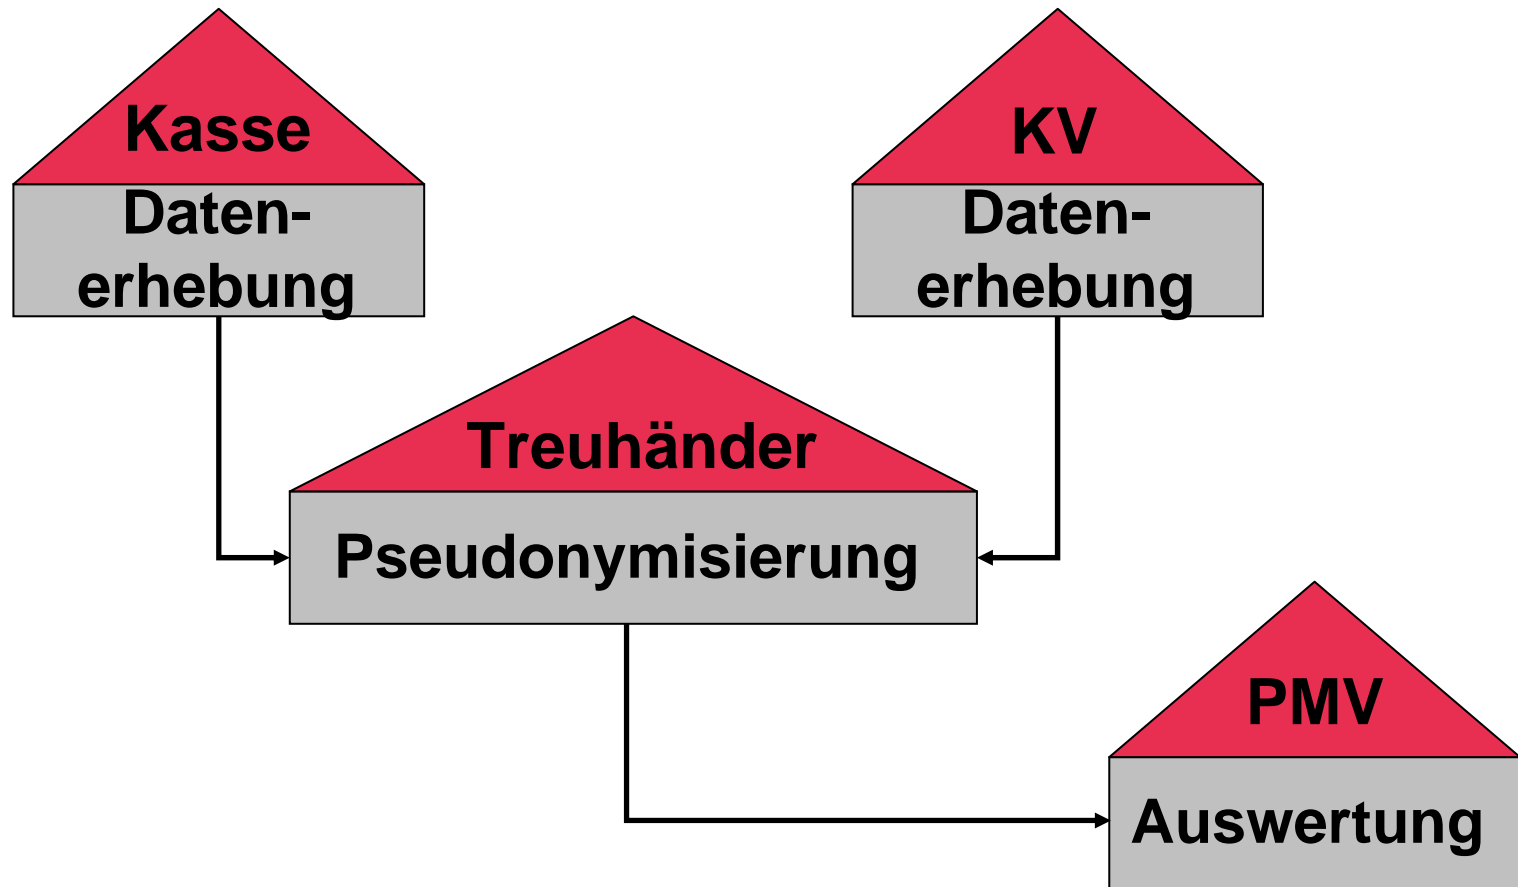 Kasse
Daten-
erhebung
KV
Daten-
erhebung
Treuhänder
Pseudonymisierung
PMV
Auswertung